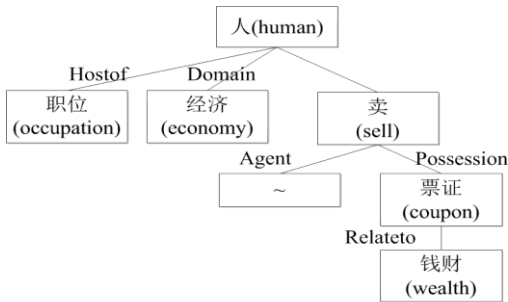 人(human)
Hostof
Domain
职位
(occupation)
经济
(economy)
卖
(sell)
Agent
Possession
~
票证
(coupon)
Relateto
钱财
(wealth)